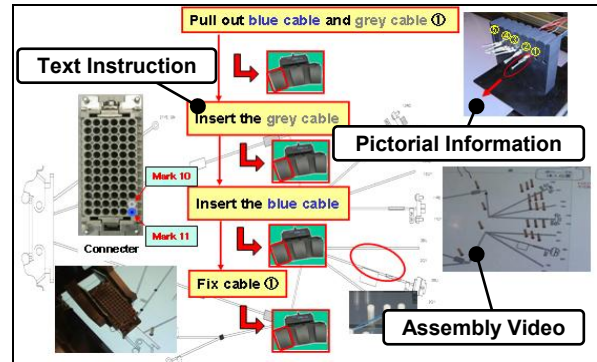 Pull out blue cable and grey cable ①
Text Instruction
Insert the grey cable
Pictorial Information
Mark 10
Insert the blue cable
Mark 11
Connecter
Fix cable ①
Assembly Video